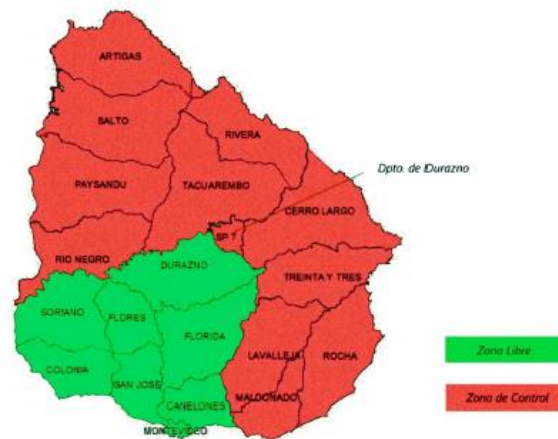 ARTIGAS
SALTO
RIVERA
Dpto. de Durazno
PAYSANDU
TACUAREMBO
CERRO LARGO
SP 7
RIO NEGRO
DURAZNO
TREINTA Y TRES
SORIANO
FLORES
FLORIDA
LAVALLEJA
ROCHA
COLONIA
SAN JOSE
CANELONES
MALDONADO
MONTEVIDEO
Zona Libre
Zona de Control